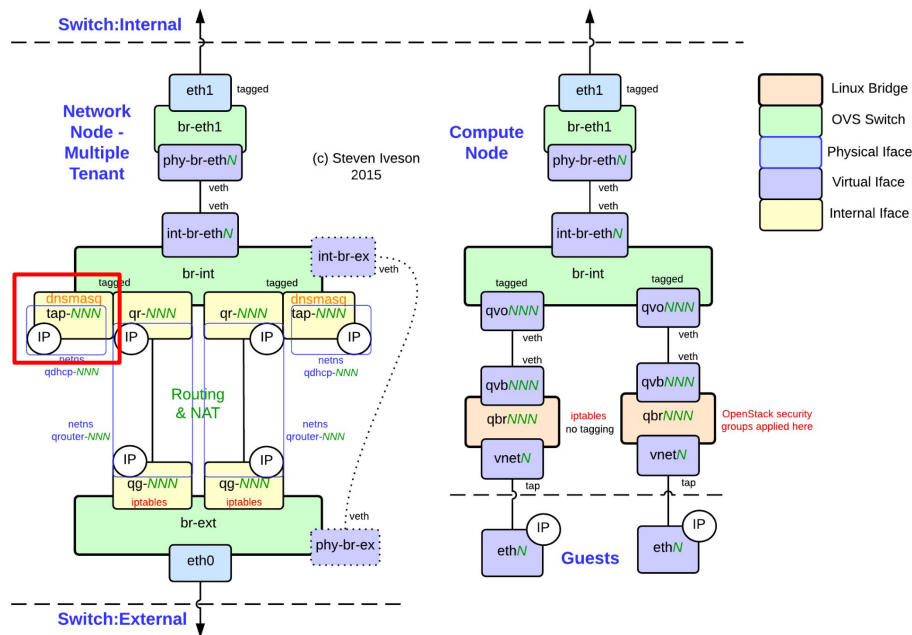 Switch:Internal
eth1
tagged
br-eth1
phy-br-ethN
veth
veth
int-br-ethN
Network
Node -
Multiple
Tenant
(c) Steven Iveson
2015
br-int
int-br-ex
veth
tagged
tagged
dnsmasq
tap-NNN
IP
netns
qdhcp-NNN
qr-NNN
IP
qr-NNN
IP
dnsmasq
tap-NNN
IP
netns
qdhcp-NNN
Routing
& NAT
netns
qrouter-NNN
netns
qrouter-NNN
IP
qg-NNN
iptables
IP
qg-NNN
iptables
br-ext
veth
phy-br-ex
eth0
Switch:External
Compute
Node
eth1
tagged
br-eth1
phy-br-ethN
veth
veth
int-br-ethN
br-int
tagged
tagged
qvoNNN
veth
veth
qvbNNN
qbrNNN
iptables
no tagging
vnetN
tap
ethN
IP
qvoNNN
veth
veth
qvbNNN
qbrNNN
OpenStack security
groups applied here
vnetN
tap
ethN
IP
Guests
Linux Bridge
OVS Switch
Physical Iface
Virtual Iface
Internal Iface